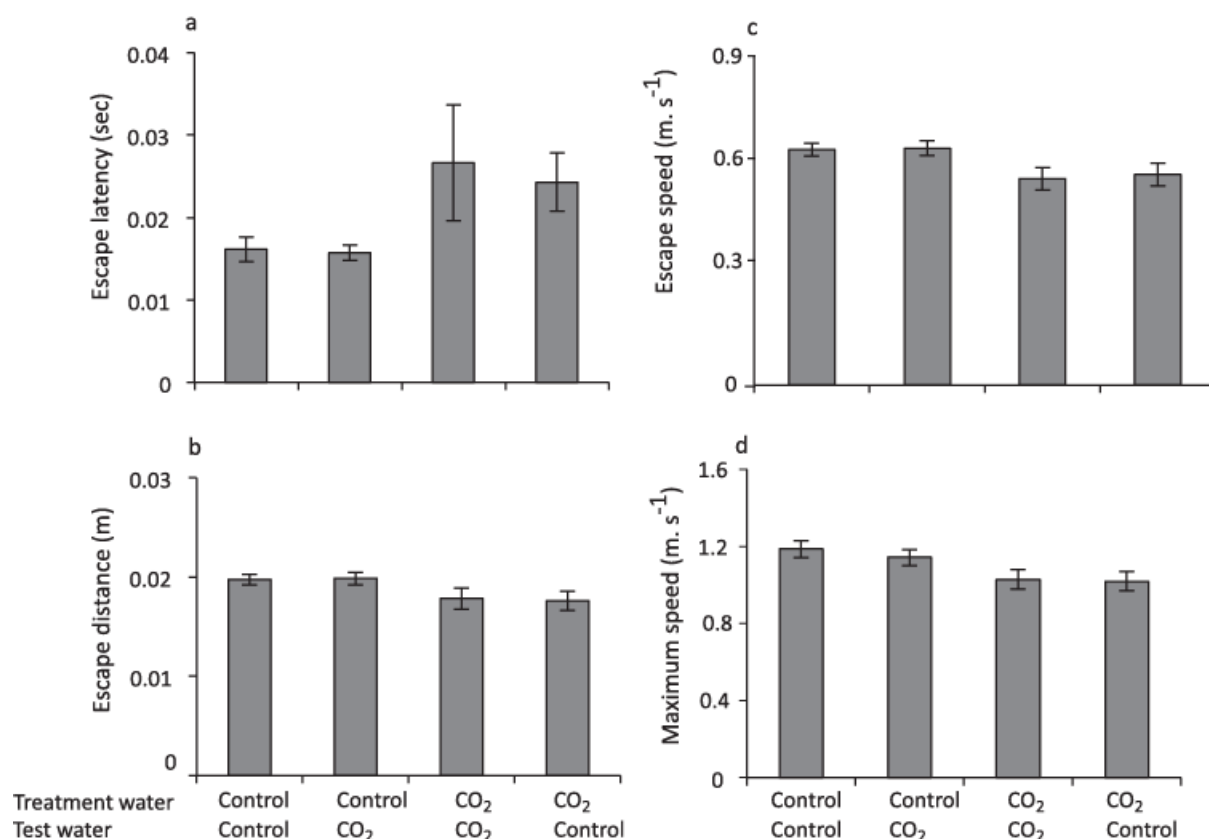 a
Escape latency (sec)
0.04
0.03
0.02
0.01
0
b
Escape distance (m)
0.03
0.02
0.01
0
c
Escape speed (m. s⁻¹)
0.9
0.6
0.3
0
d
Maximum speed (m. s⁻¹)
1.6
1.2
0.8
0.4
0
Treatment water Control Control CO₂ CO₂ Control Control CO₂ CO₂
Test water Control CO₂ CO₂ Control Control CO₂ CO₂ Control